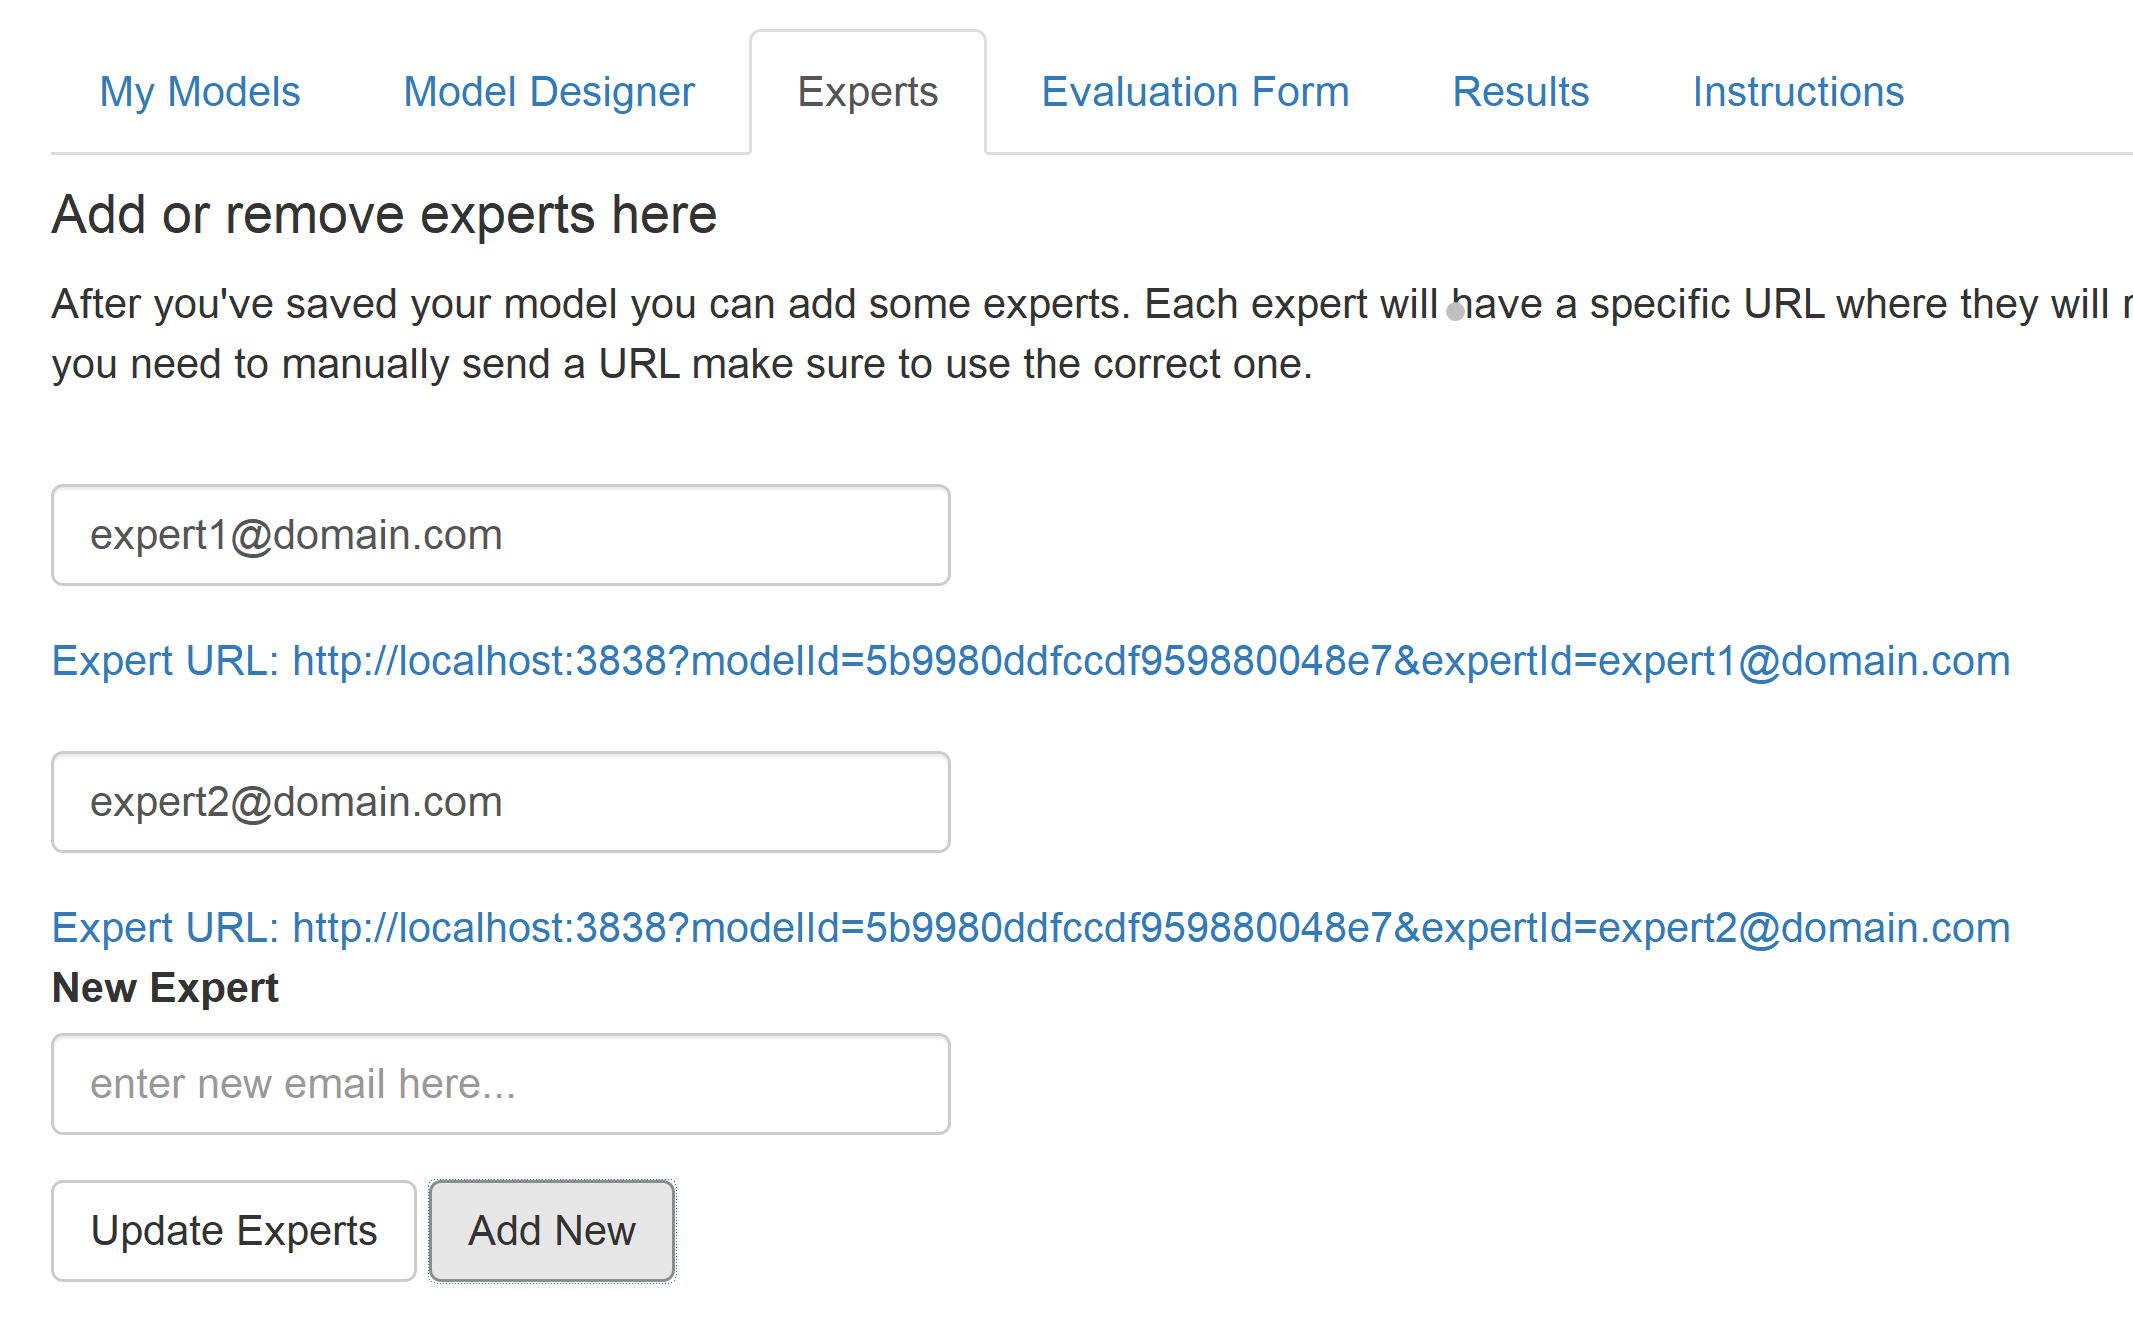 My Models Model Designer Experts Evaluation Form Results Instructions
Add or remove experts here
After you've saved your model you can add some experts. Each expert will have a specific URL where they will
you need to manually send a URL make sure to use the correct one.
expert1@domain.com
Expert URL: http://localhost:3838?modelId=5b9980ddfccdf959880048e7&expertId=expert1@domain.com
expert2@domain.com
Expert URL: http://localhost:3838?modelId=5b9980ddfccdf959880048e7&expertId=expert2@domain.com
New Expert
enter new email here...
Update Experts Add New